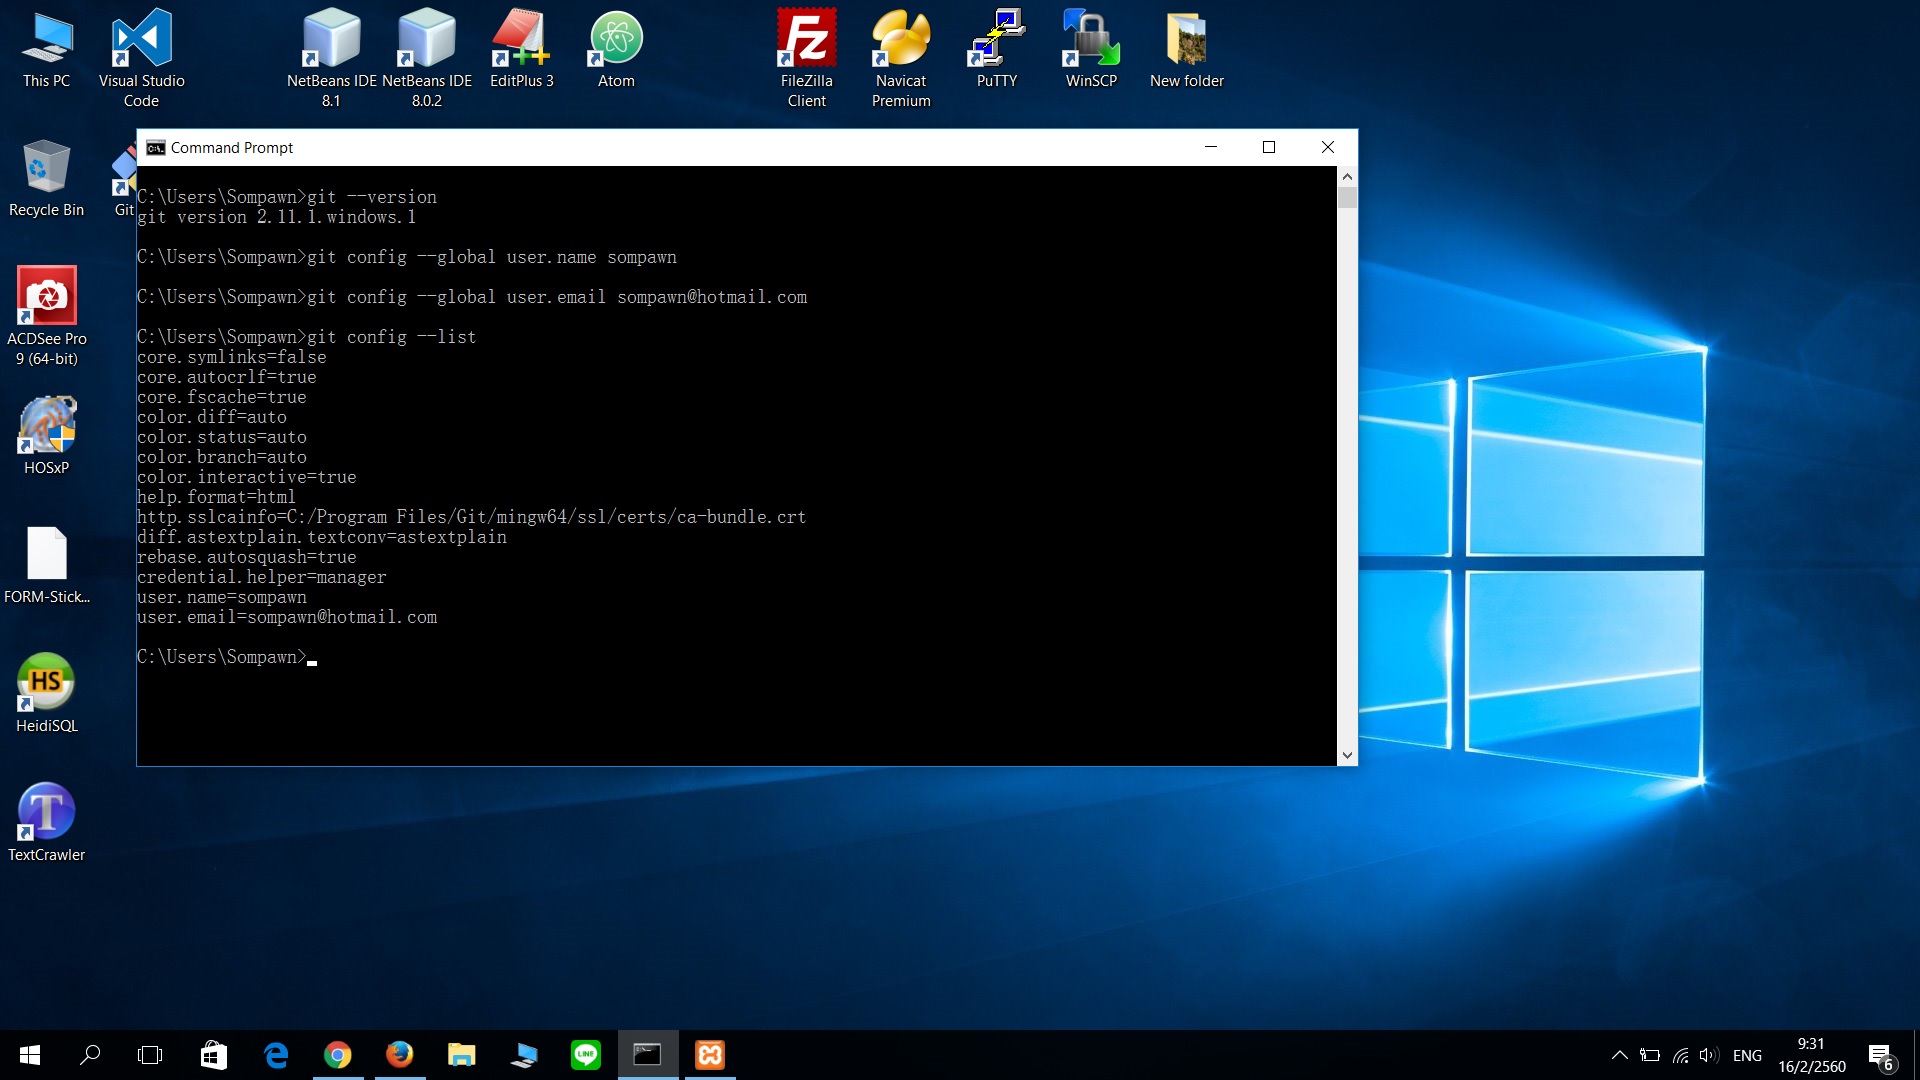 This PC
Visual Studio
Code
NetBeans IDE
8.1
NetBeans IDE
8.0.2
EditPlus 3
Atom
FileZilla
Client
Navicat
Premium
PuTTY
WinSCP
New folder
Recycle Bin
Git
ACDSee Pro
9 (64-bit)
HOSxP
FORM-Stick...
HS
HeidiSQL
T
TextCrawler
Command Prompt
C:\Users\Sompawn>git --version
git version 2.11.1.windows.1
C:\Users\Sompawn>git config --global user.name sompawn
C:\Users\Sompawn>git config --global user.email sompawn@hotmail.com
C:\Users\Sompawn>git config --list
core.symlinks=false
core.autocrlf=true
core.fscache=true
color.diff=auto
color.status=auto
color.branch=auto
color.interactive=true
help.format=html
http.sslcainfo=C:/Program Files/Git/mingw64/ssl/certs/ca-bundle.crt
diff.astextplain.textconv=astextplain
rebase.autosquash=true
credential.helper=manager
user.name=sompawn
user.email=sompawn@hotmail.com
C:\Users\Sompawn>
LINE
ENG
9:31
16/2/2560
6